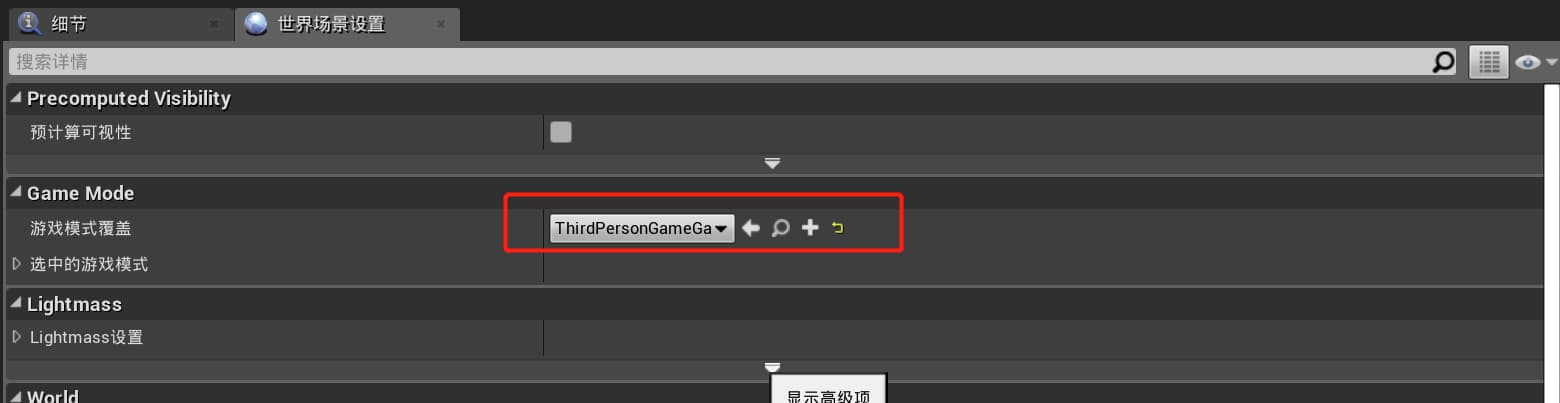 细节
世界场景设置
搜索详情
Precomputed Visibility
预计算可视性
Game Mode
游戏模式覆盖
ThirdPersonGameGa
选中的游戏模式
Lightmass
Lightmass设置
World
显示高级项